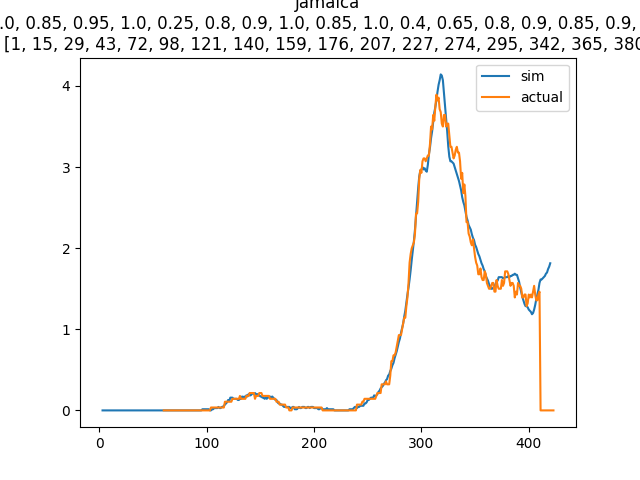 Jamaica
.0, 0.85, 0.95, 1.0, 0.25, 0.8, 0.9, 1.0, 0.85, 1.0, 0.4, 0.65, 0.8, 0.9, 0.85, 0.9,
[1, 15, 29, 43, 72, 98, 121, 140, 159, 176, 207, 227, 274, 295, 342, 365, 380
sim
actual
4
3
2
1
0
0 100 200 300 400